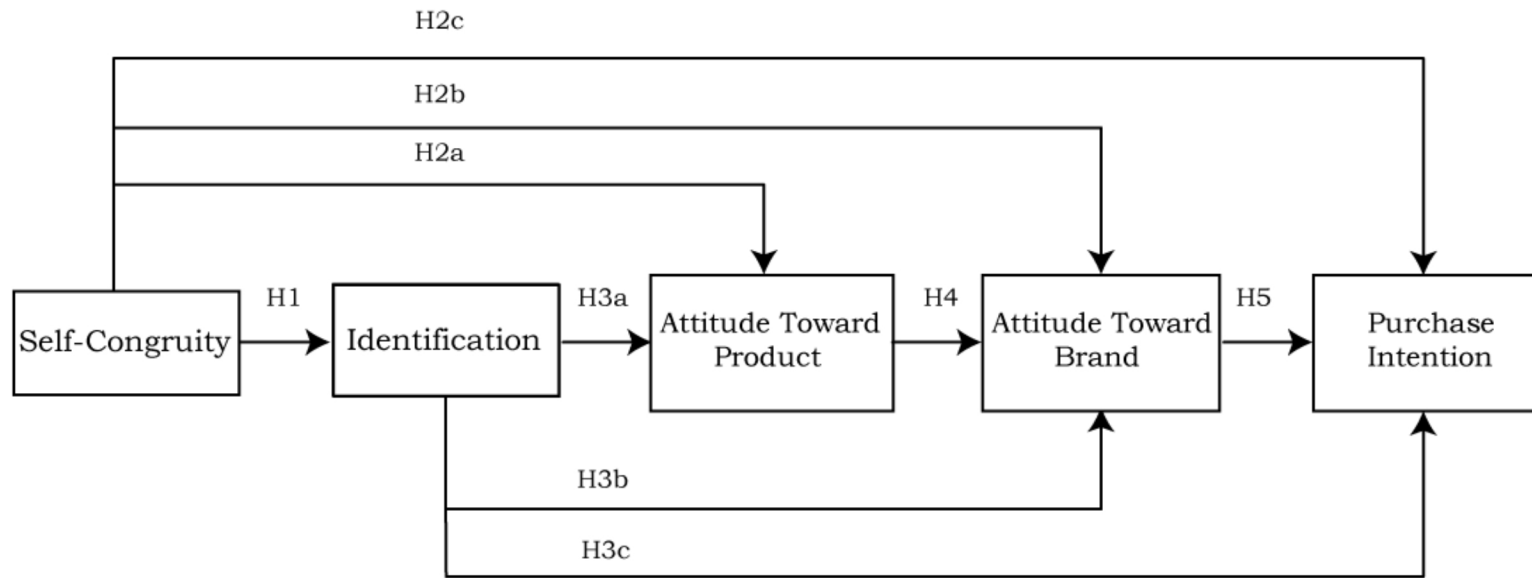 H2c
H2b
H2a
H1
H3a
H4
H5
Self-Congruity
Identification
Attitude Toward
Product
Attitude Toward
Brand
Purchase
Intention
H3b
H3c